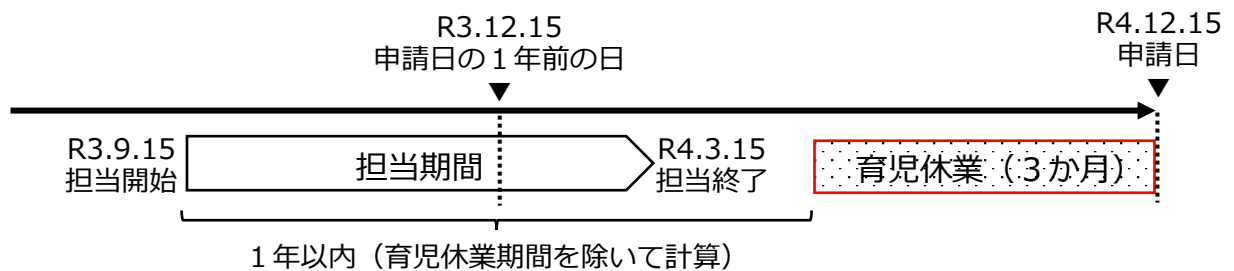 R3.12.15
申請日の１年前の日
R4.12.15
申請日
R3.9.15
担当開始
担当期間
R4.3.15
担当終了
育児休業（３か月）
１年以内（育児休業期間を除いて計算）